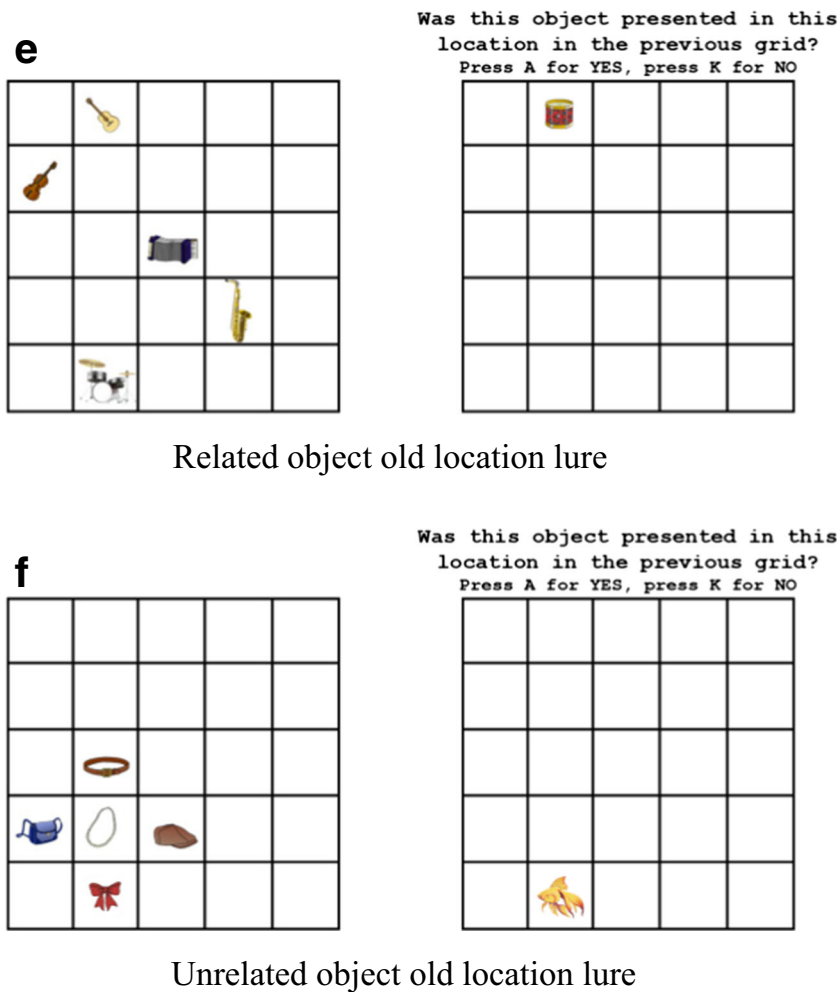 e
Was this object presented in this
location in the previous grid?
Press A for YES, press K for NO
Related object old location lure
f
Was this object presented in this
location in the previous grid?
Press A for YES, press K for NO
Unrelated object old location lure